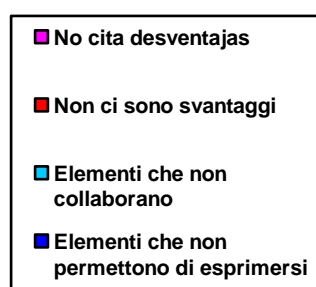 No cita desventajas
Non ci sono svantaggi
Elementi che non
collaborano
Elementi che non
permettono di esprimersi